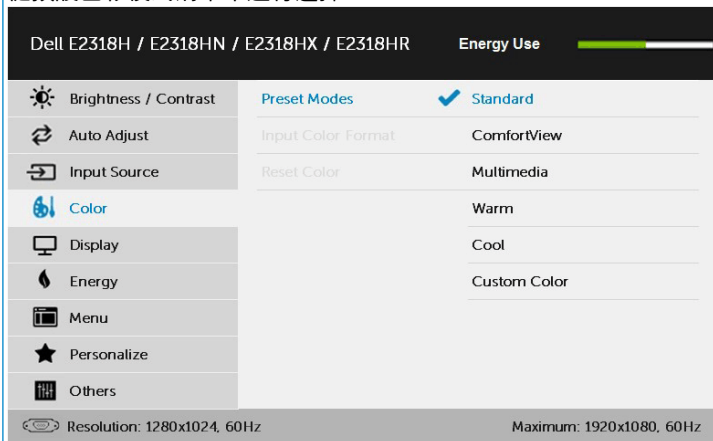 Dell E2318H / E2318HN / E2318HX / E2318HR Energy Use
Brightness / Contrast Preset Modes Standard
Auto Adjust Input Color Format ComfortView
Input Source Reset Color Multimedia
Color Warm
Display Cool
Energy Custom Color
Menu
Personalize
Others
Resolution: 1280x1024, 60Hz Maximum: 1920x1080, 60Hz